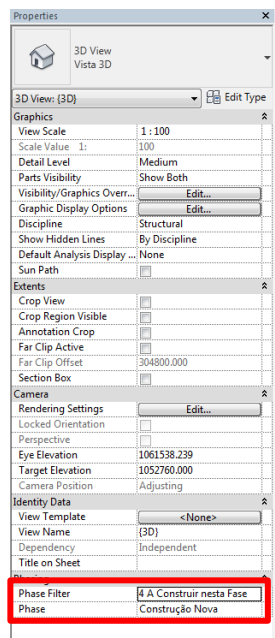 Properties
3D View
Vista 3D
3D View: {3D} Edit Type
Graphics
View Scale 1 : 100
Scale Value 1: 100
Detail Level Medium
Parts Visibility Show Both
Visibility/Graphics Overr... Edit...
Graphic Display Options Edit...
Discipline Structural
Show Hidden Lines By Discipline
Default Analysis Display ... None
Sun Path
Extents
Crop View
Crop Region Visible
Annotation Crop
Far Clip Active
Far Clip Offset 304800.000
Section Box
Camera
Rendering Settings Edit...
Locked Orientation
Perspective
Eye Elevation 1061538.239
Target Elevation 1052760.000
Camera Position Adjusting
Identity Data
View Template <None>
View Name {3D}
Dependency Independent
Title on Sheet
Phase Filter 4 A Construir nesta Fase
Phase Construção Nova